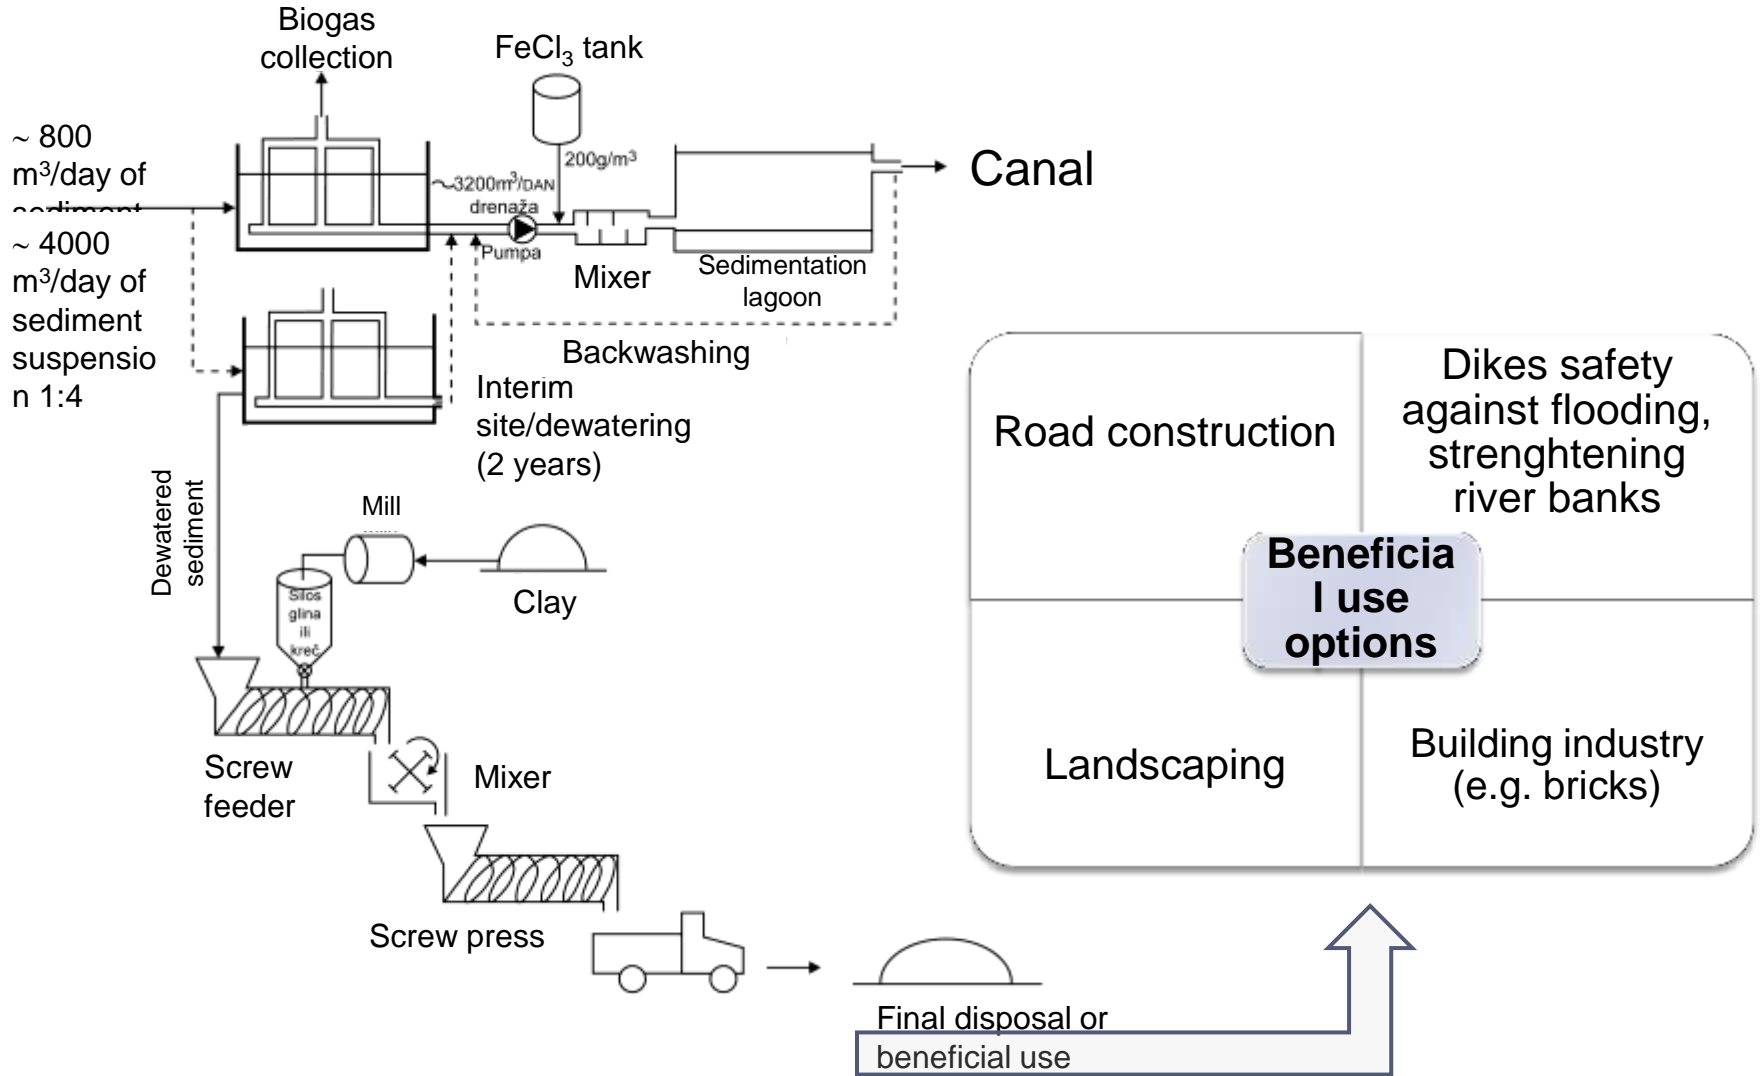 Biogas
collection
FeCl₃ tank
~ 800
m³/day of
sediment
~ 4000
m³/day of
sediment
suspensio
n 1:4
~3200m³/DAN
drenaža
200g/m³
Pumpa
Mixer
Sedimentation
lagoon
Canal
Backwashing
Interim
site/dewatering
(2 years)
Dewatered
sediment
Mill
Clay
Silos
glina
ili
kreč
Screw
feeder
Mixer
Screw press
Final disposal or
beneficial use
Road construction
Dikes safety
against flooding,
strenghtening
river banks
Beneficia
l use
options
Landscaping
Building industry
(e.g. bricks)